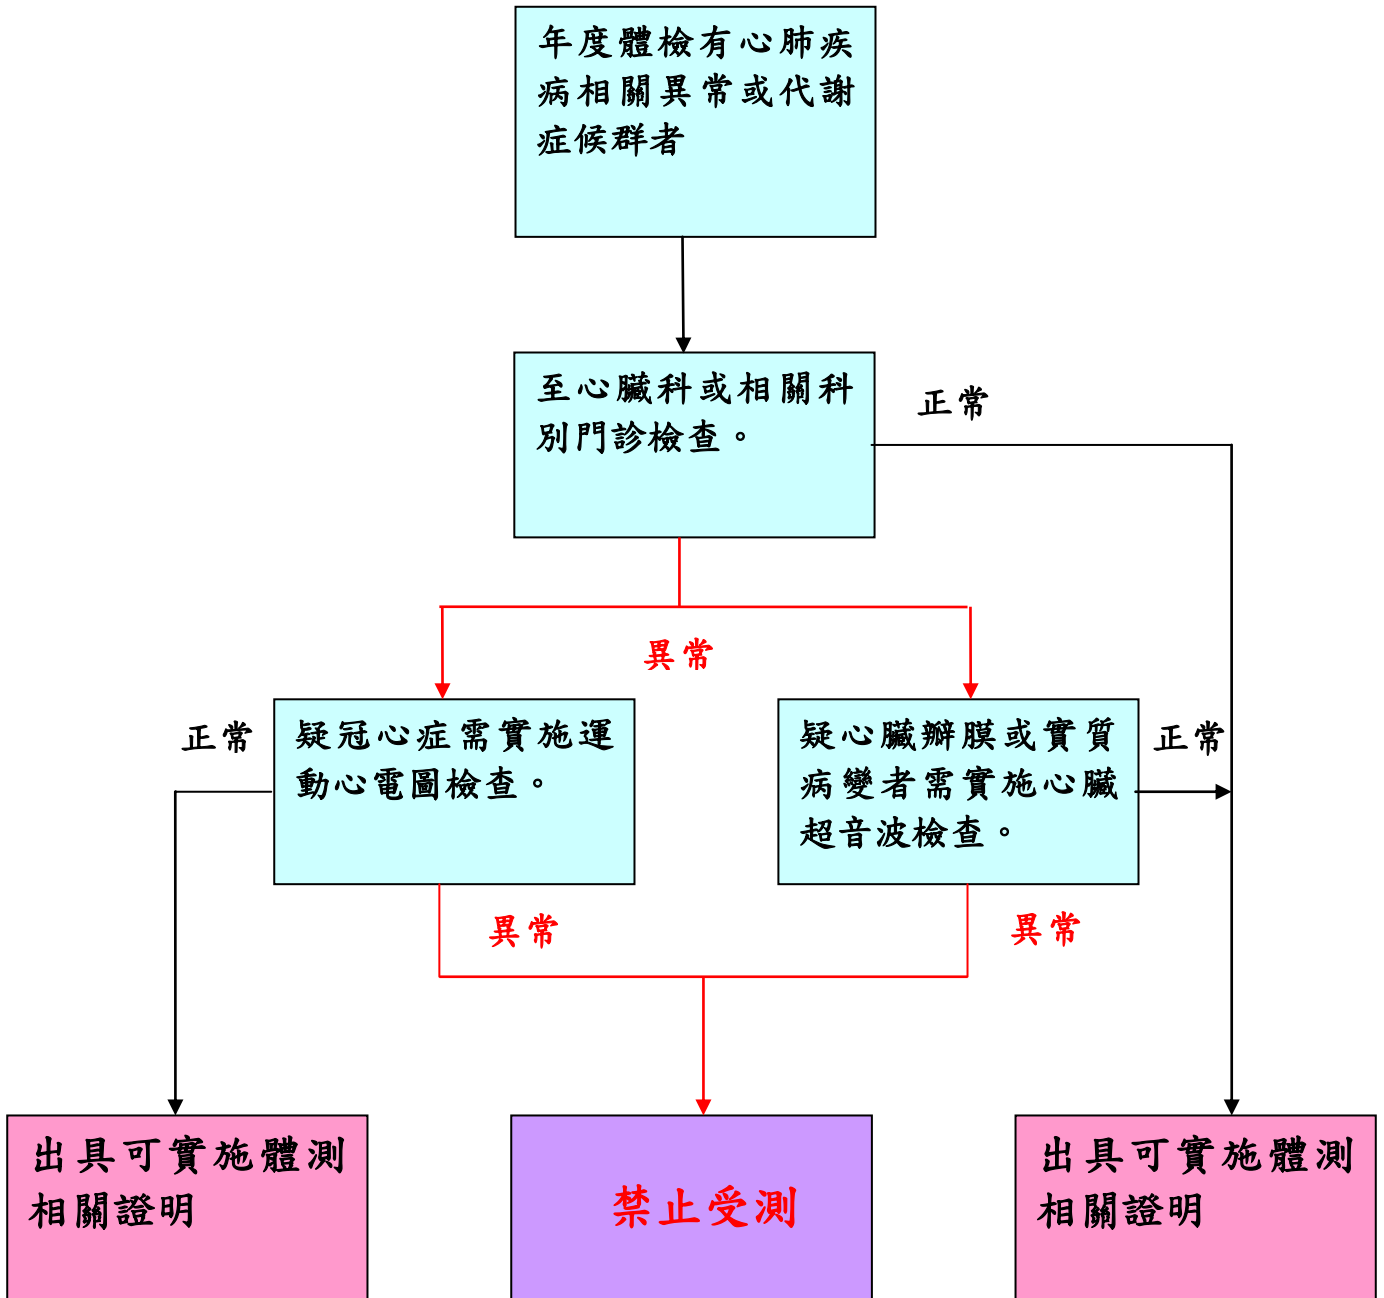 年度體檢有心肺疾
病相關異常或代謝
症候群者
至心臟科或相關科
別門診檢查。
正常
異常
正常
疑冠心症需實施運
動心電圖檢查。
疑心臟瓣膜或實質
病變者需實施心臟
超音波檢查。
正常
異常
異常
出具可實施體測
相關證明
禁止受測
出具可實施體測
相關證明